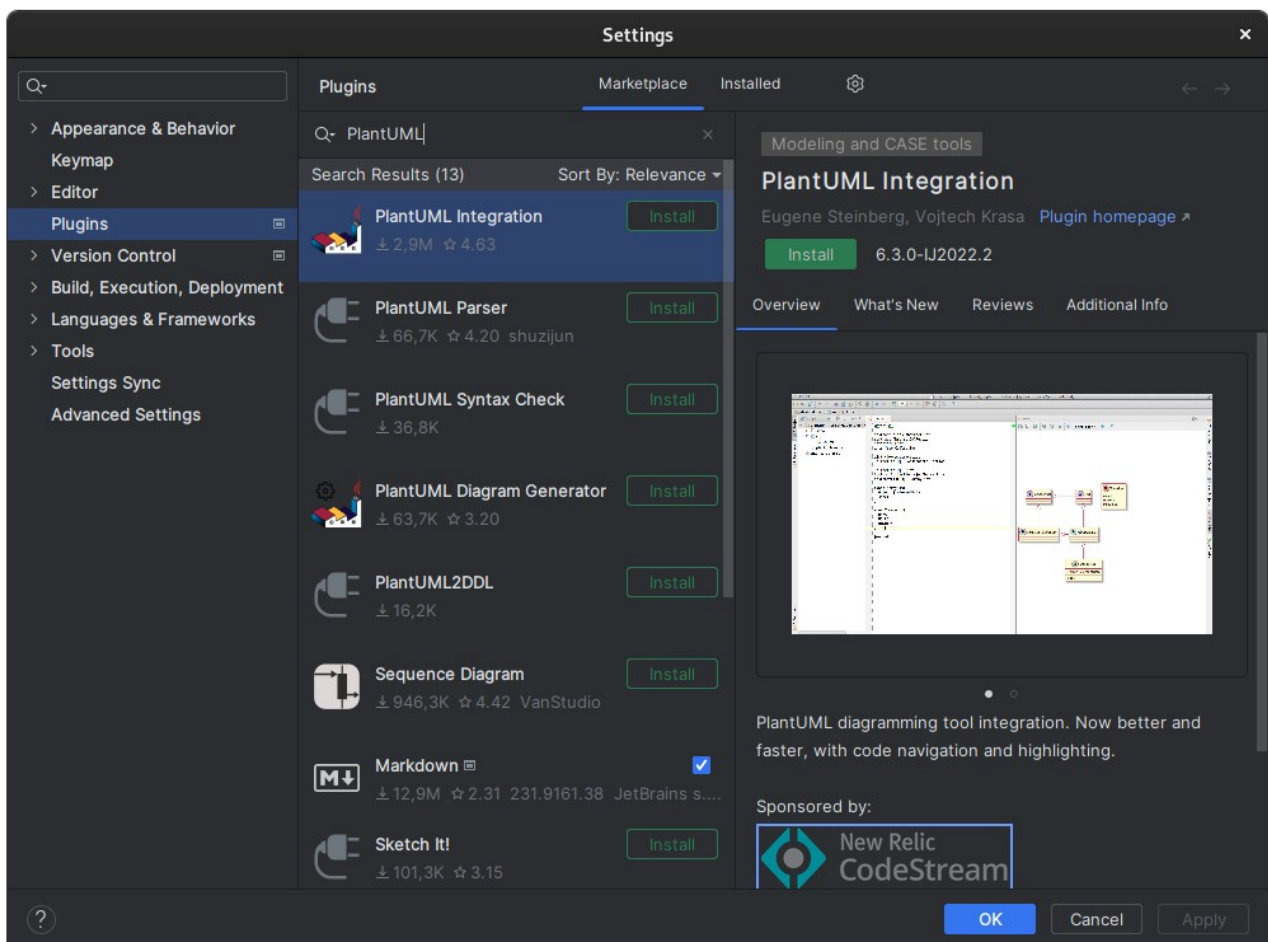 Settings
Plugins
Marketplace
Installed
Appearance & Behavior
Keymap
Editor
Plugins
Version Control
Build, Execution, Deployment
Languages & Frameworks
Tools
Settings Sync
Advanced Settings
PlantUML
Search Results (13) Sort By: Relevance
PlantUML Integration Install
2,9M 4.63
PlantUML Parser Install
66,7K 4.20 shuzijun
PlantUML Syntax Check Install
36,8K
PlantUML Diagram Generator Install
63,7K 3.20
PlantUML2DDL Install
16,2K
Sequence Diagram Install
946,3K 4.42 VanStudio
Markdown
12,9M 2.31 231.9161.38 JetBrains s....
Sketch It! Install
101,3K 3.15
Modeling and CASE tools
PlantUML Integration
Eugene Steinberg, Vojtech Krasa Plugin homepage
Install 6.3.0-IJ2022.2
Overview What's New Reviews Additional Info
PlantUML diagramming tool integration. Now better and
faster, with code navigation and highlighting.
Sponsored by:
New Relic
CodeStream
? OK Cancel Apply